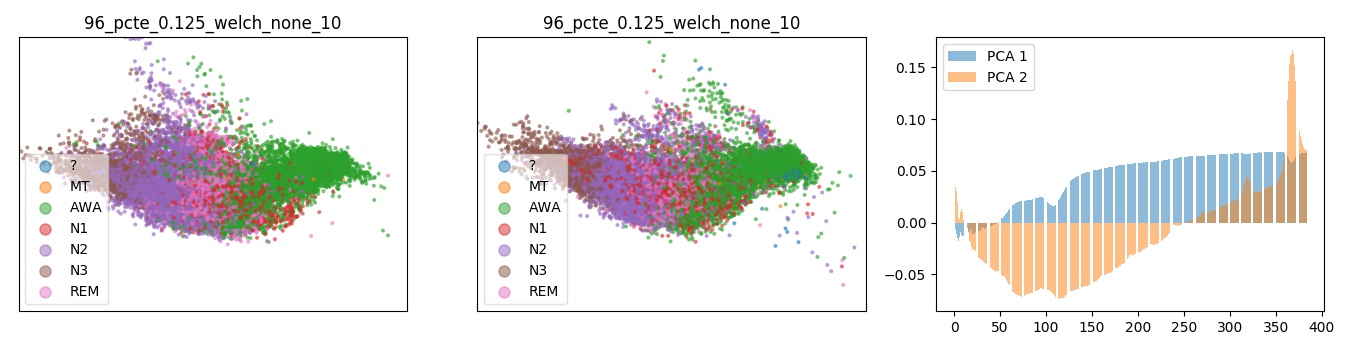 96_pcte_0.125_welch_none_10
?
MT
AWA
N1
N2
N3
REM
96_pcte_0.125_welch_none_10
?
MT
AWA
N1
N2
N3
REM
PCA 1
PCA 2
0.15
0.10
0.05
0.00
−0.05
0 50 100 150 200 250 300 350 400